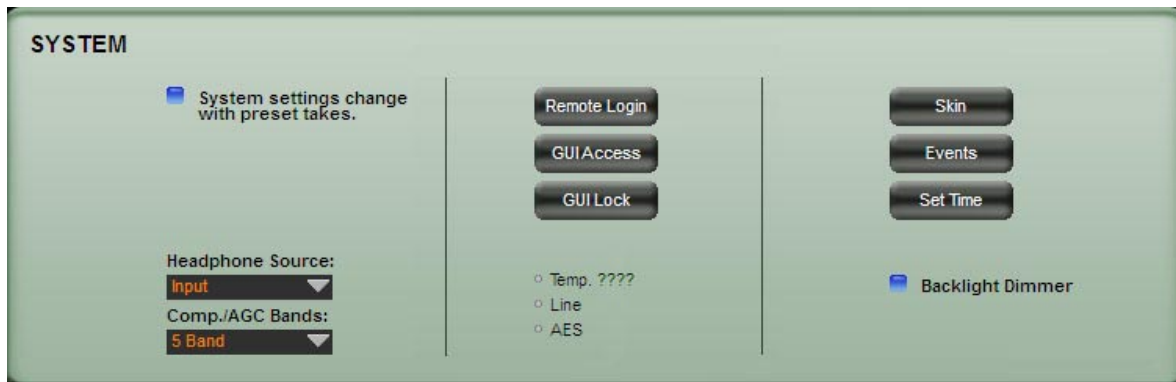 SYSTEM
System settings change
with preset takes.
Headphone Source:
Input
Comp./AGC Bands:
5 Band
Remote Login
GUI Access
GUI Lock
Temp. ????
Line
AES
Skin
Events
Set Time
Backlight Dimmer